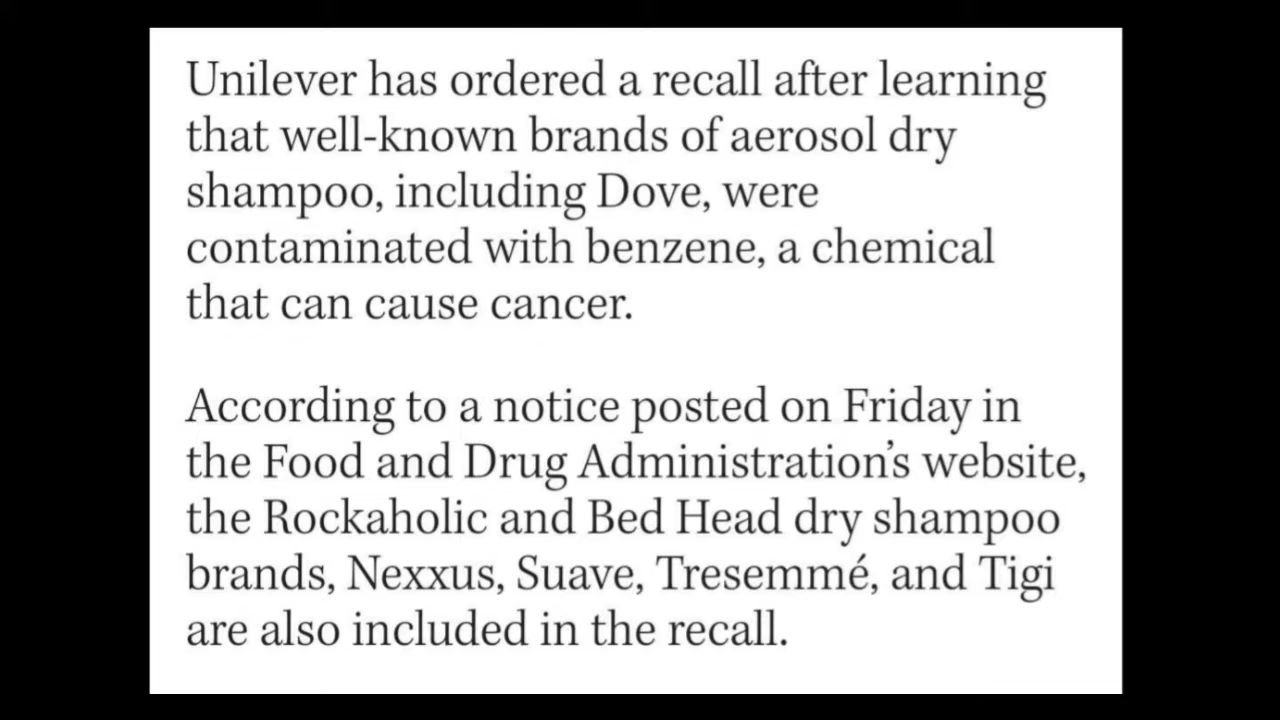 Unilever has ordered a recall after learning
that well-known brands of aerosol dry
shampoo, including Dove, were
contaminated with benzene, a chemical
that can cause cancer.
According to a notice posted on Friday in
the Food and Drug Administration’s website,
the Rockaholic and Bed Head dry shampoo
brands, Nexxus, Suave, Tresemmé, and Tigi
are also included in the recall.